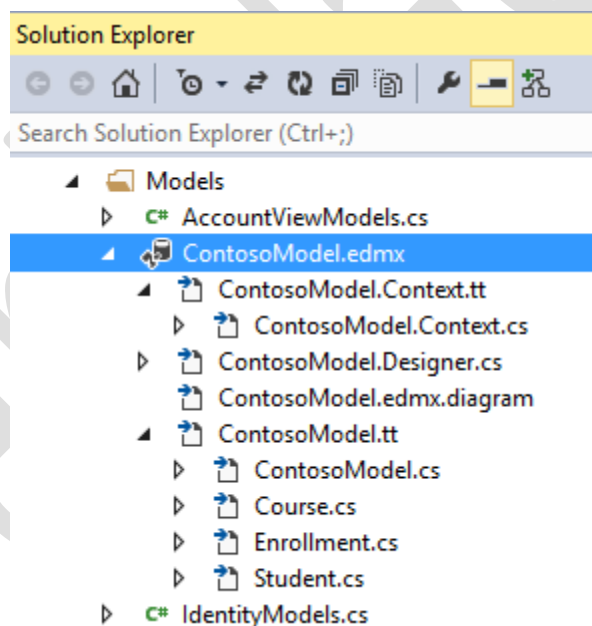 Solution Explorer
Search Solution Explorer (Ctrl+;)
Models
C# AccountViewModels.cs
ContosoModel.edmx
ContosoModel.Context.tt
ContosoModel.Context.cs
ContosoModel.Designer.cs
ContosoModel.edmx.diagram
ContosoModel.tt
ContosoModel.cs
Course.cs
Enrollment.cs
Student.cs
C# IdentityModels.cs